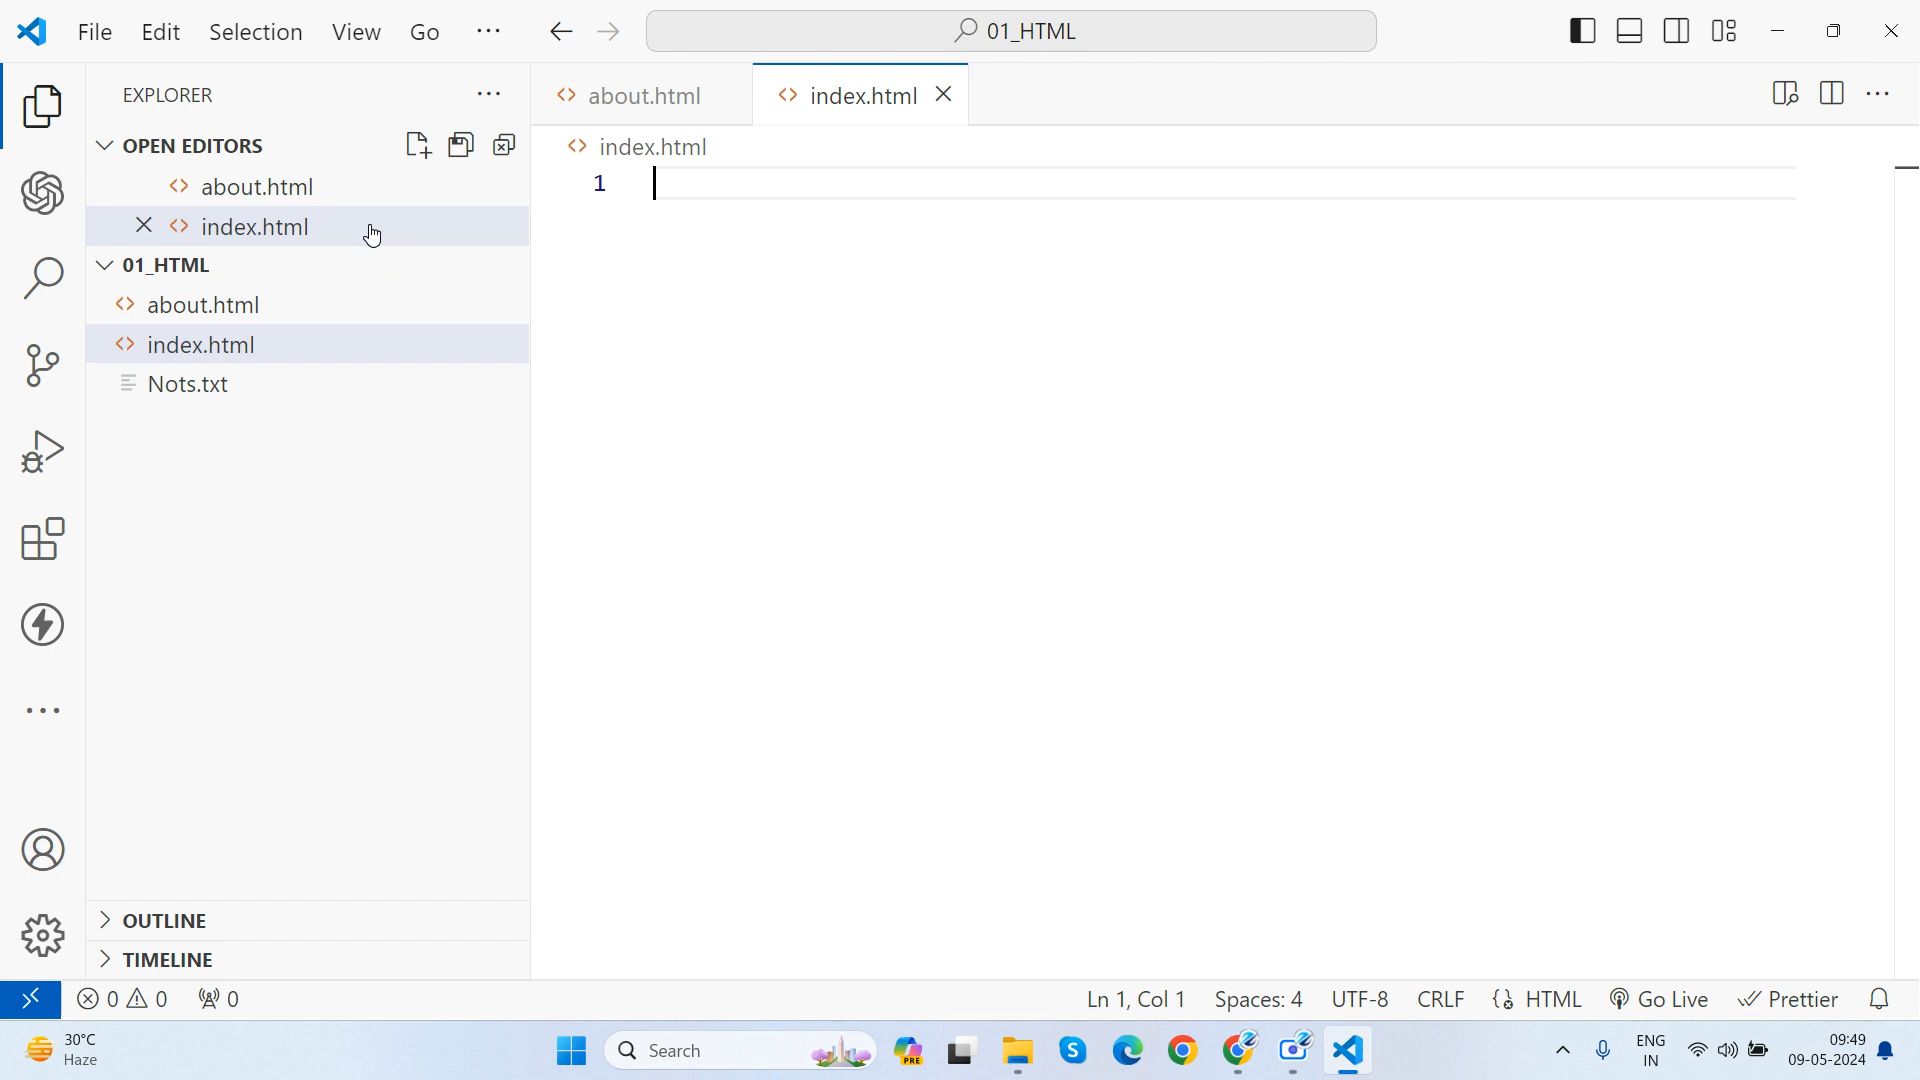 File Edit Selection View Go ··· 01_HTML
EXPLORER
OPEN EDITORS
about.html
index.html
01_HTML
about.html
index.html
Nots.txt
OUTLINE
TIMELINE
about.html index.html
index.html
1
0 0 0 Ln 1, Col 1 Spaces: 4 UTF-8 CRLF HTML Go Live Prettier
30°C
Haze
Search
PRE
ENG
IN
09:49
09-05-2024